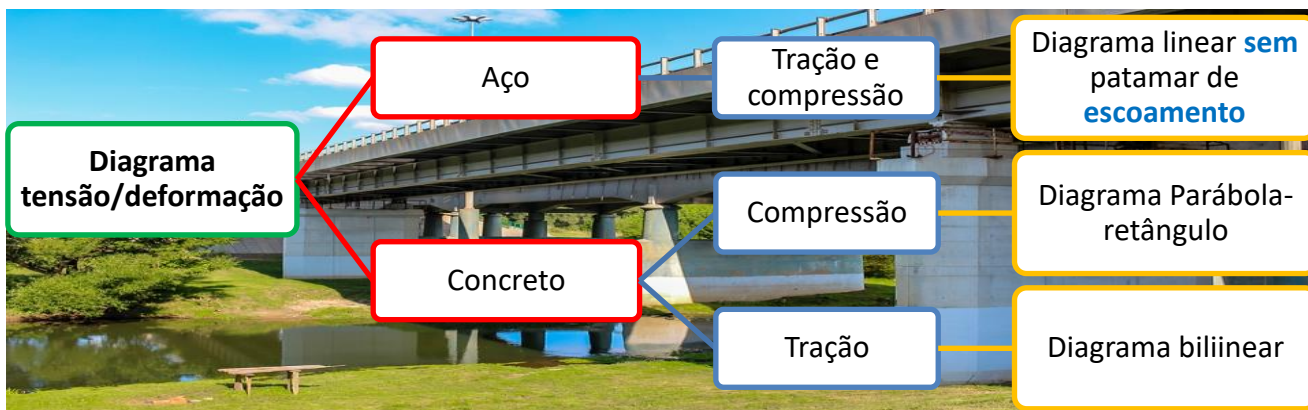 Diagrama
tensão/deformação
Aço
Tração e
compressão
Diagrama linear sem
patamar de
escoamento
Concreto
Compressão
Diagrama Parábola-
retângulo
Tração
Diagrama biliinear